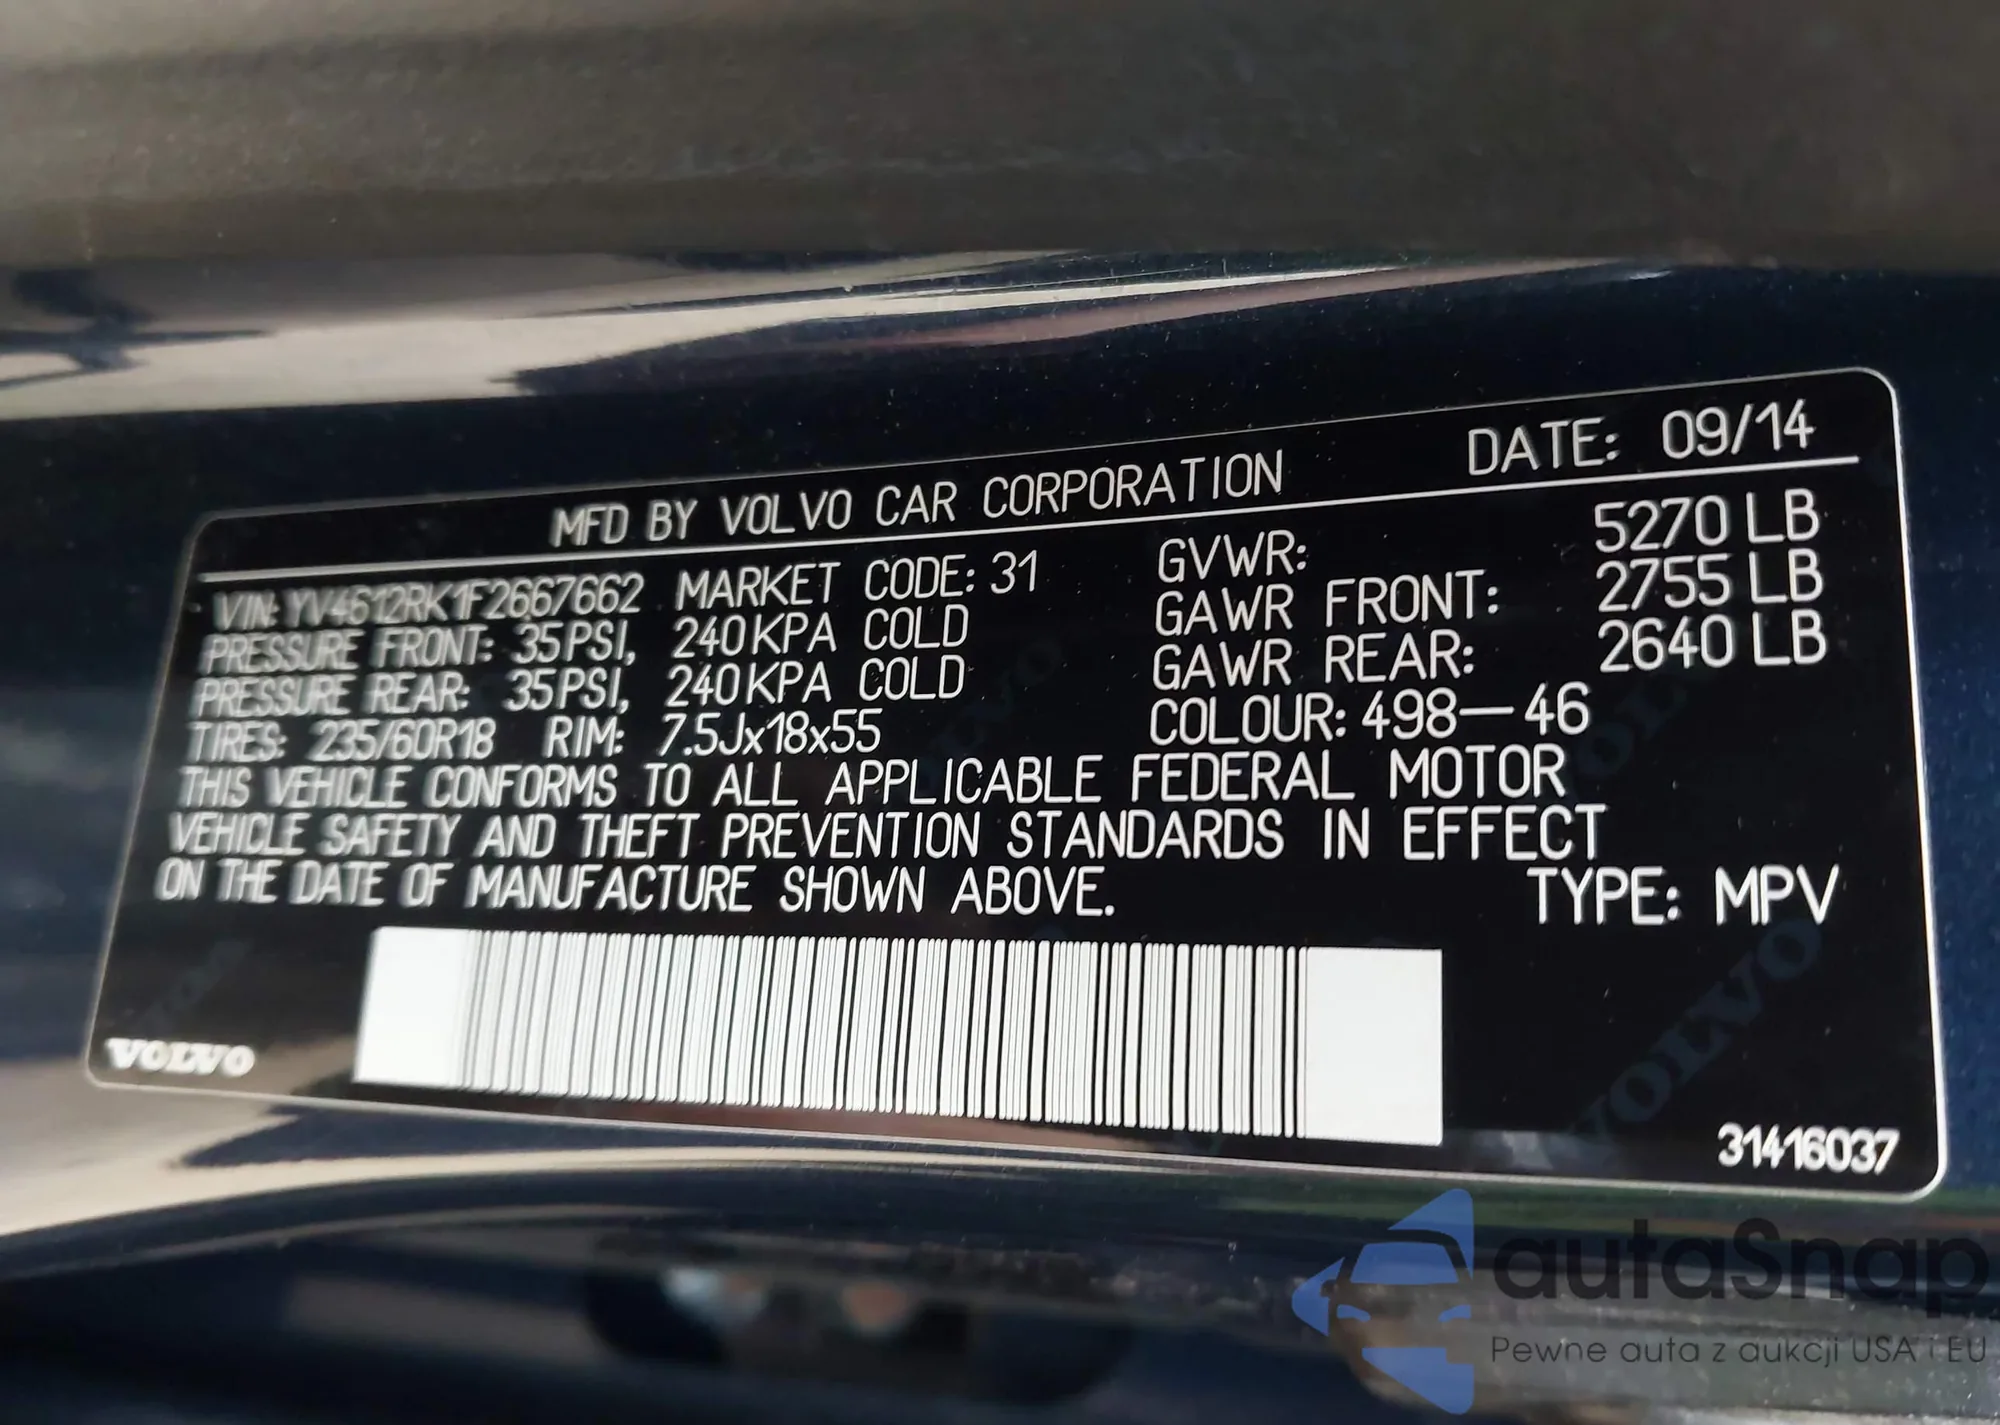 MFD BY VOLVO CAR CORPORATION DATE: 09/14
VIN: YV4612RK1F2667662 MARKET CODE: 31 GVWR: 5270 LB
PRESSURE FRONT: 35PSI, 240KPA COLD GAWR FRONT: 2755 LB
PRESSURE REAR: 35PSI, 240KPA COLD GAWR REAR: 2640 LB
TIRES: 235/60R18 RIM: 7.5Jx18x55 COLOUR: 498-46
THIS VEHICLE CONFORMS TO ALL APPLICABLE FEDERAL MOTOR
VEHICLE SAFETY AND THEFT PREVENTION STANDARDS IN EFFECT
ON THE DATE OF MANUFACTURE SHOWN ABOVE. TYPE: MPV
VOLVO
VOLVO
31416037
autaSnap
Pewne auta z aukcji USA i EU